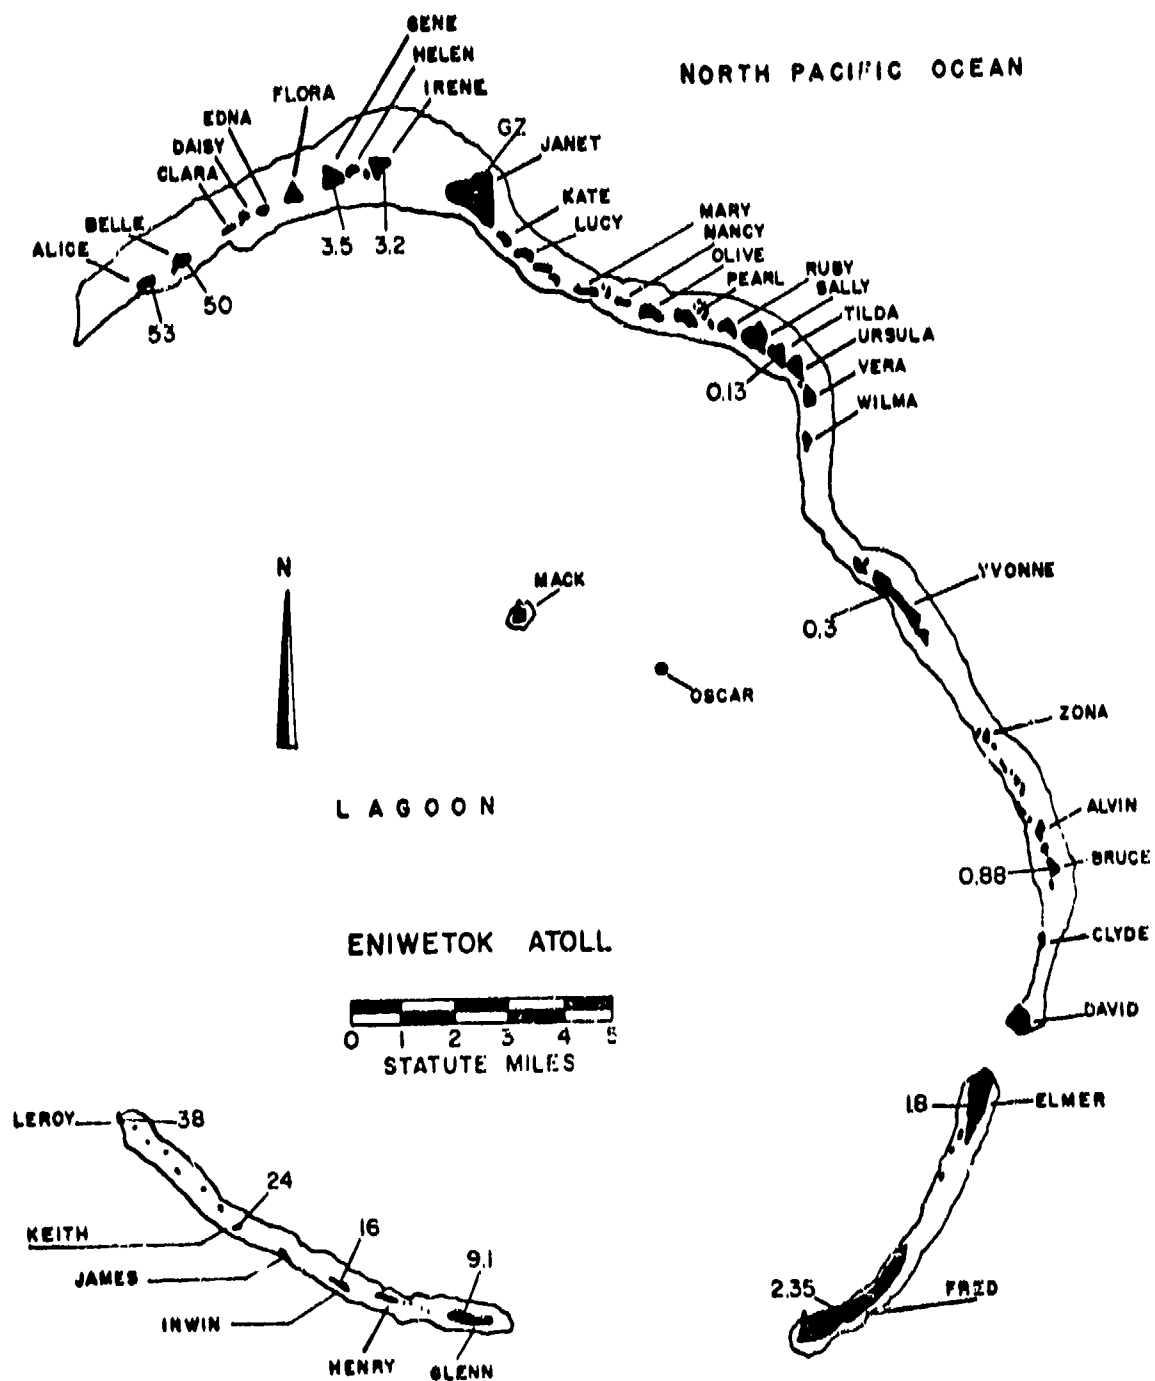 GENE
HELEN
IRENE
NORTH PACIFIC OCEAN
FLORA
EDNA
DAISY
CLARA
GZ
JANET
BELLE
ALICE
KATE
LUCY
MARY
NANCY
OLIVE
PEARL
RUBY
SALLY
TILDA
URSULA
VERA
WILMA
3.5
3.2
50
53
0.13
N
MACK
YVONNE
0.3
OSCAR
ZONA
LAGOON
ALVIN
BRUCE
0.88
CLYDE
ENIWETOK ATOLL
DAVID
0 1 2 3 4 5
STATUTE MILES
LEROY
38
18
ELMER
24
KEITH
16
JAMES
9.1
INWIN
HENRY
GLENN
2.35
FRED